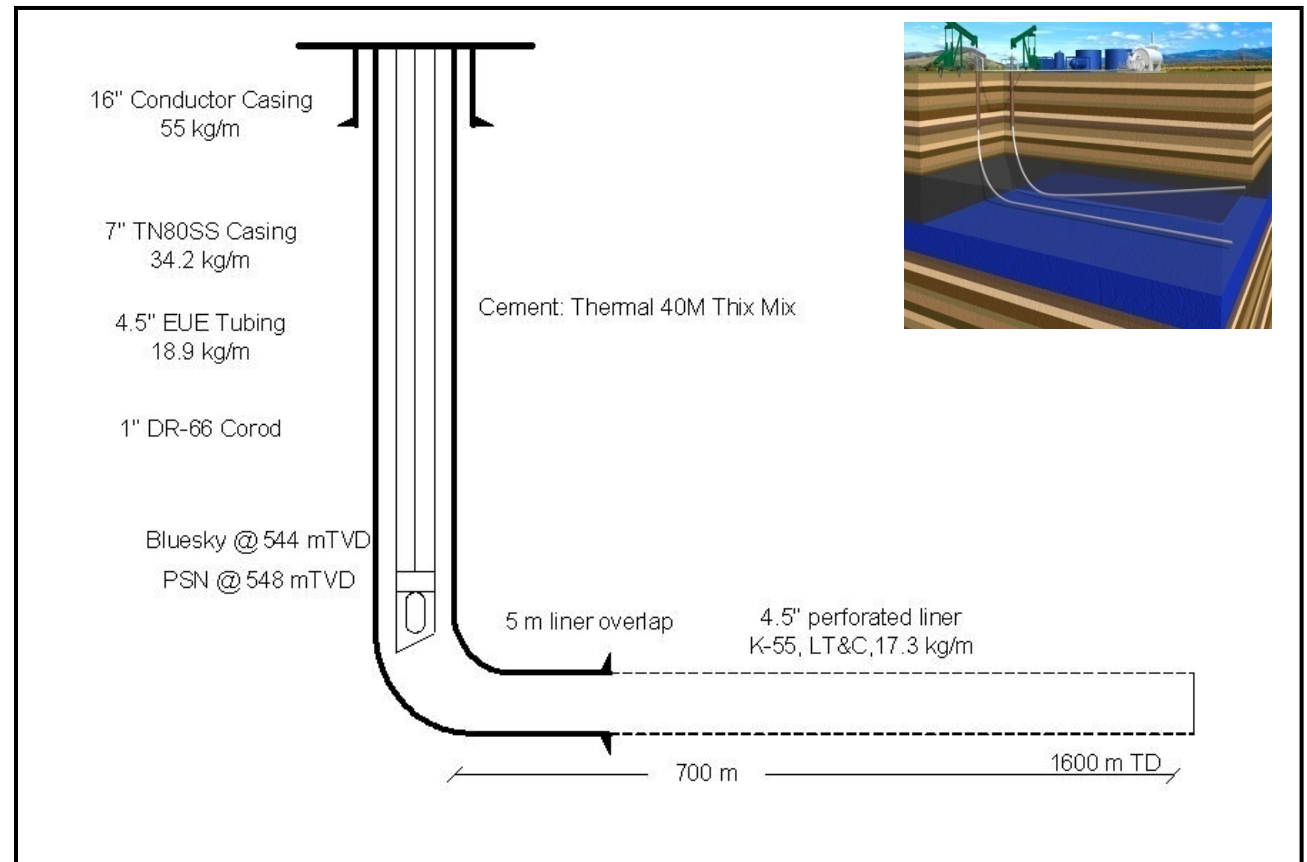 16" Conductor Casing
55 kg/m
7" TN80SS Casing
34.2 kg/m
Cement: Thermal 40M Thix Mix
4.5" EUE Tubing
18.9 kg/m
1" DR-66 Corod
Bluesky @ 544 mTVD
PSN @ 548 mTVD
5 m liner overlap
4.5" perforated liner
K-55, LT&C,17.3 kg/m
700 m
1600 m TD